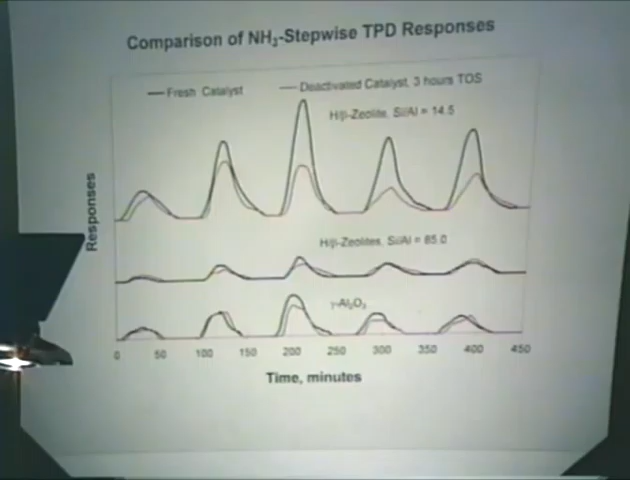 Comparison of NH₃-Stepwise TPD Responses
Fresh Catalyst
Deactivated Catalyst, 3 hours TOS
H/β-Zeolite, Si/Al = 14.5
Responses
H/β-Zeolites, Si/Al = 85.0
γ-Al₂O₃
0 50 100 150 200 250 300 350 400 450
Time, minutes